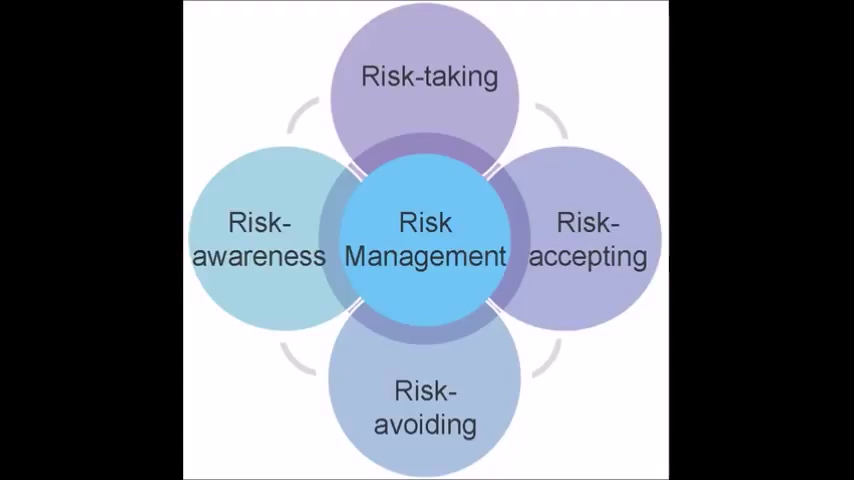 Risk-taking
Risk-
awareness
Risk
Management
Risk-
accepting
Risk-
avoiding